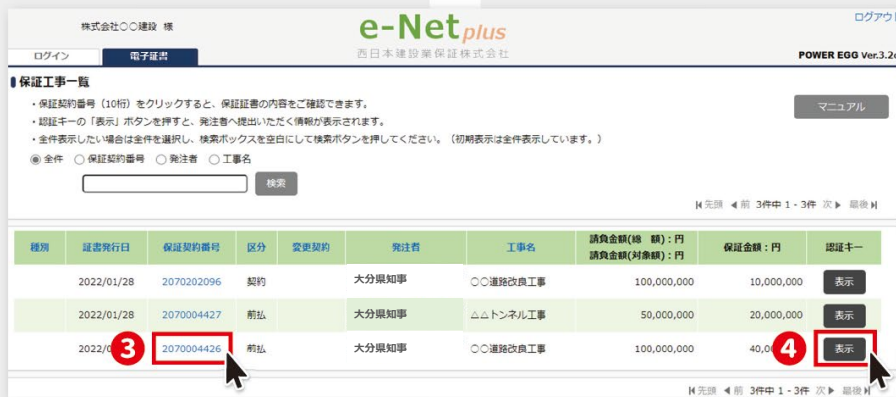 株式会社〇〇建設 様
e-Net plus
ログアウト
ログイン
電子証書
西日本建設業保証株式会社
POWER EGG Ver.3.2c
保証工事一覧
・保証契約番号（10桁）をクリックすると、保証証書の内容をご確認できます。
マニュアル
・認証キーの「表示」ボタンを押すと、発注者へ提出いただく情報が表示されます。
・全件表示したい場合は全件を選択し、検索ボックスを空白にして検索ボタンを押してください。（初期表示は全件表示しています。）
全件 保証契約番号 発注者 工事名
検索
先頭 前 3件中 1 - 3件 次 最後
種別 証書発行日 保証契約番号 区分 変更契約 発注者 工事名 請負金額(総 額)：円 保証金額：円 認証キー
請負金額(対象額)：円
2022/01/28 2070202096 契約 大分県知事 〇〇道路改良工事 100,000,000 10,000,000 表示
2022/01/28 2070004427 前払 大分県知事 △△トンネル工事 50,000,000 20,000,000 表示
2022/0 3 2070004426 前払 大分県知事 〇〇道路改良工事 100,000,000 40,0 4 表示
先頭 前 3件中 1 - 3件 次 最後